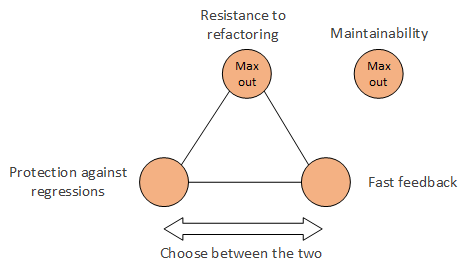 Resistance to
refactoring
Maintainability
Max
out
Max
out
Protection against
regressions
Fast feedback
Choose between the two